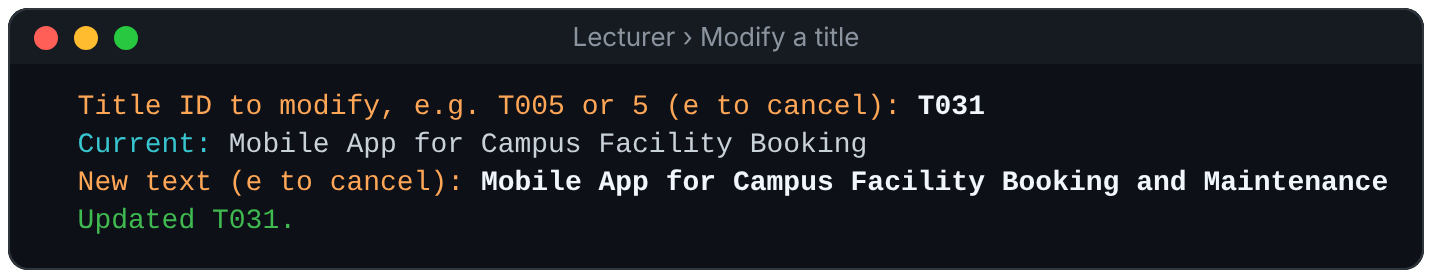 Lecturer › Modify a title
Title ID to modify, e.g. T005 or 5 (e to cancel): T031
Current: Mobile App for Campus Facility Booking
New text (e to cancel): Mobile App for Campus Facility Booking and Maintenance
Updated T031.